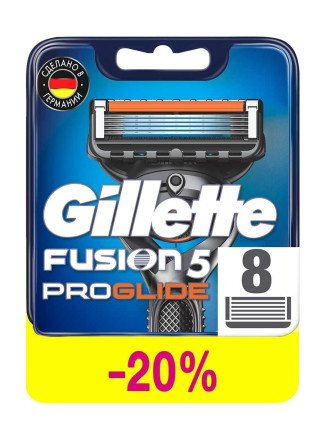 СДЕЛАНО В
ГЕРМАНИИ
Gillette
FUSION5
PROGLIDE
8
-20%